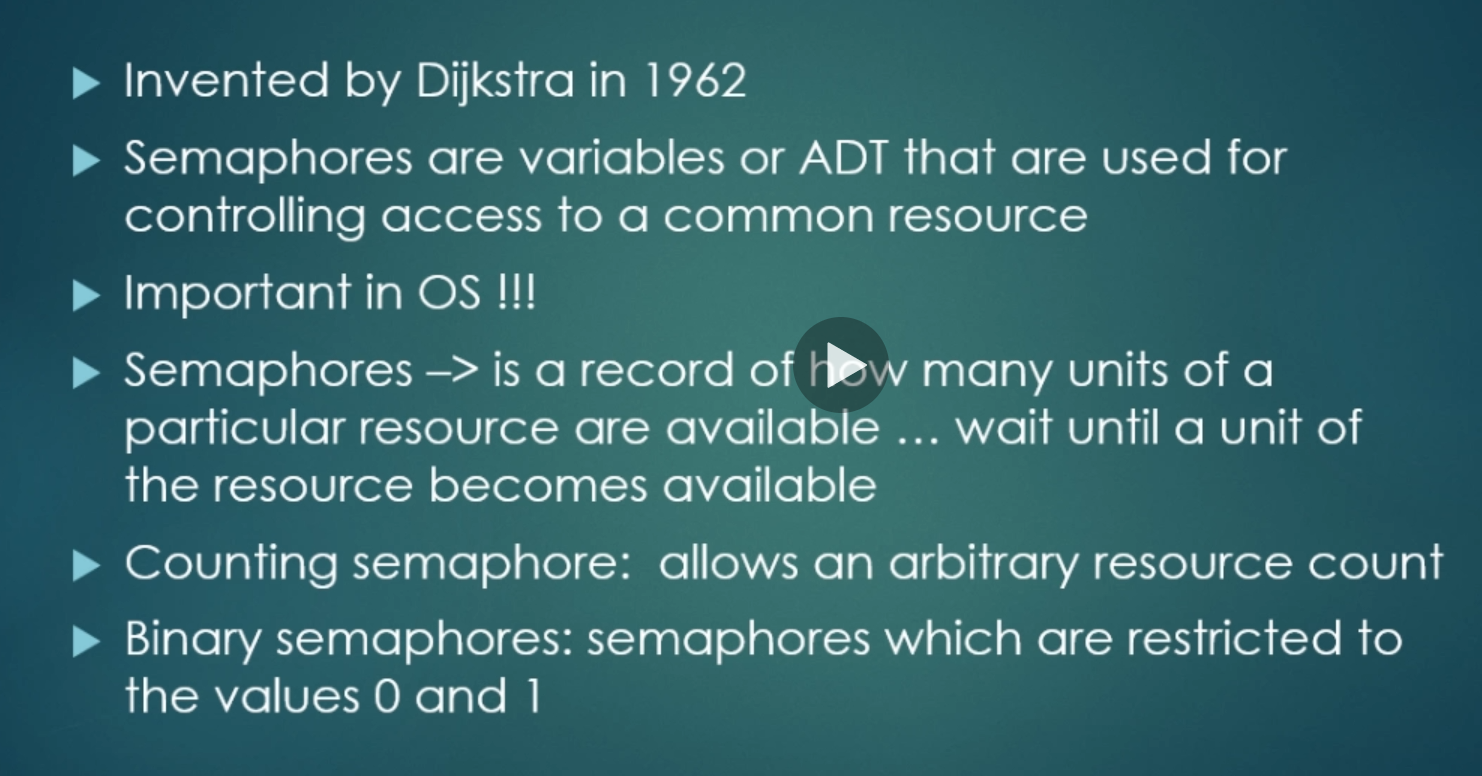 Invented by Dijkstra in 1962
Semaphores are variables or ADT that are used for
controlling access to a common resource
Important in OS !!!
Semaphores –> is a record of how many units of a
particular resource are available ... wait until a unit of
the resource becomes available
Counting semaphore:  allows an arbitrary resource count
Binary semaphores: semaphores which are restricted to
the values 0 and 1